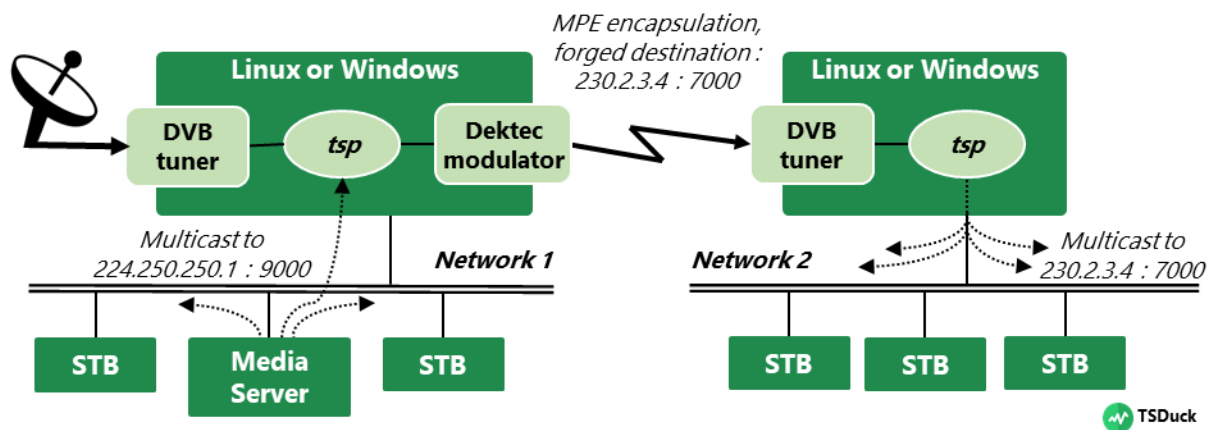 MPE encapsulation,
forged destination :
230.2.3.4 : 7000
Linux or Windows
DVB
tuner
tsp
Dektec
modulator
Linux or Windows
DVB
tuner
tsp
Multicast to
224.250.250.1 : 9000
Network 1
Network 2
Multicast to
230.2.3.4 : 7000
STB
Media
Server
STB
STB
STB
STB
TSDuck